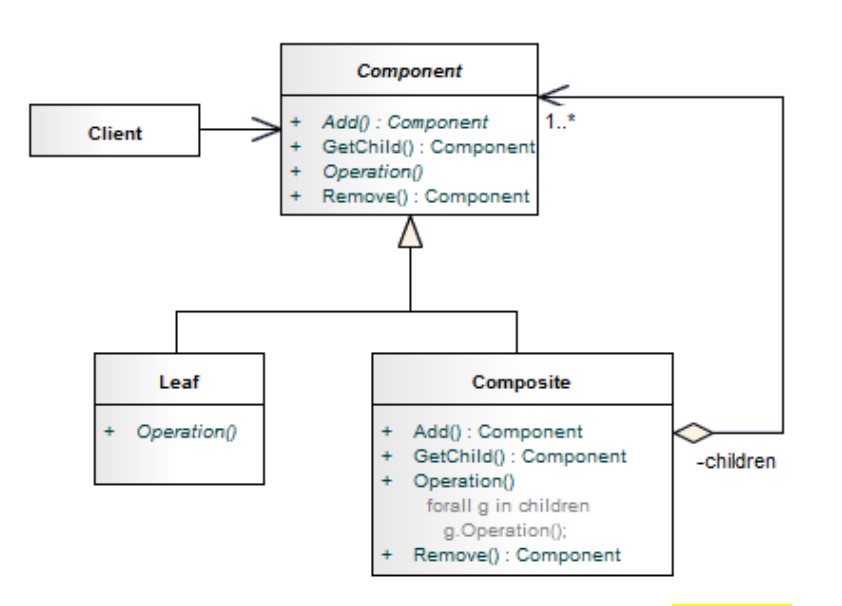 Component
+ Add() : Component
+ GetChild() : Component
+ Operation()
+ Remove() : Component
Client
1..*
Leaf
+ Operation()
Composite
+ Add() : Component
+ GetChild() : Component
+ Operation()
forall g in children
g.Operation();
+ Remove() : Component
-children